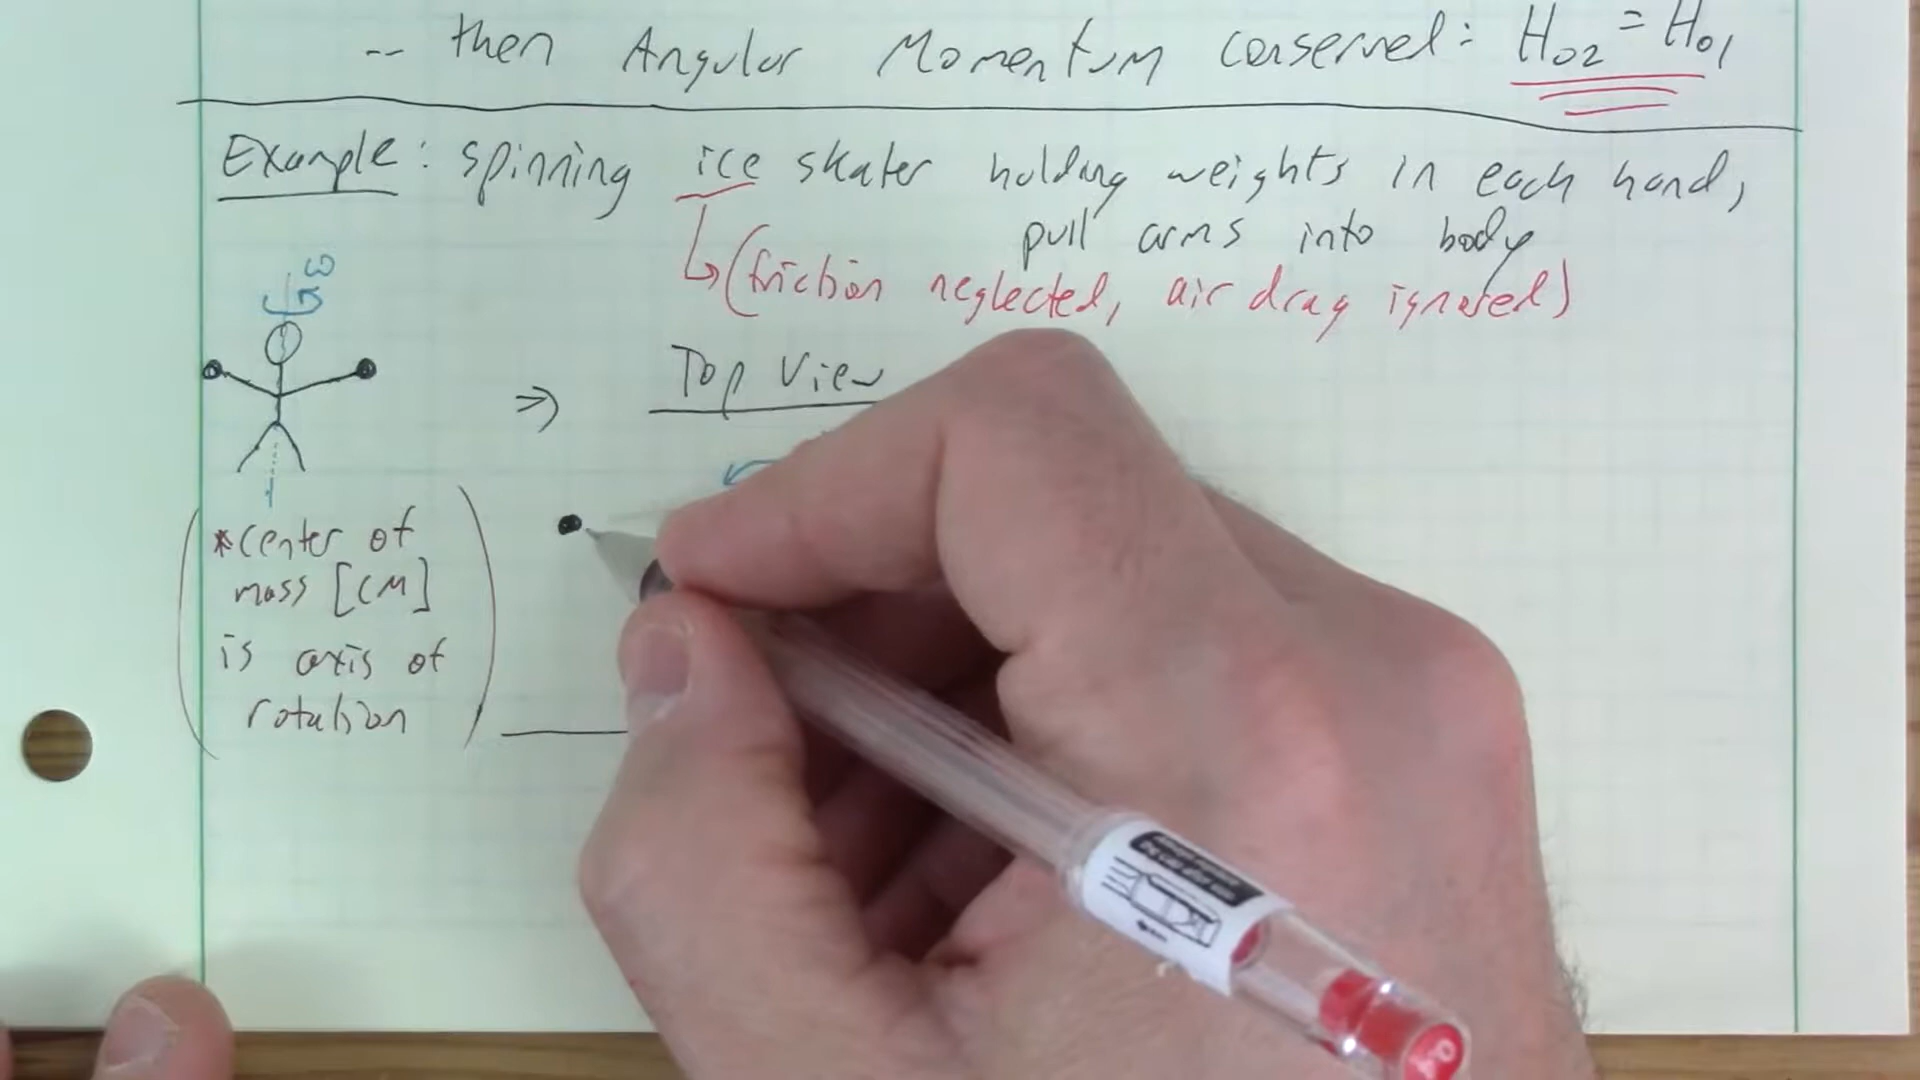 -- then Angular Momentum conserved: H02 = H01
Example: spinning ice skater holding weights in each hand,
pull arms into body
↳ (friction neglected, air drag ignored)
ω
⇒ Top View
*center of
mass [CM]
is axis of
rotation